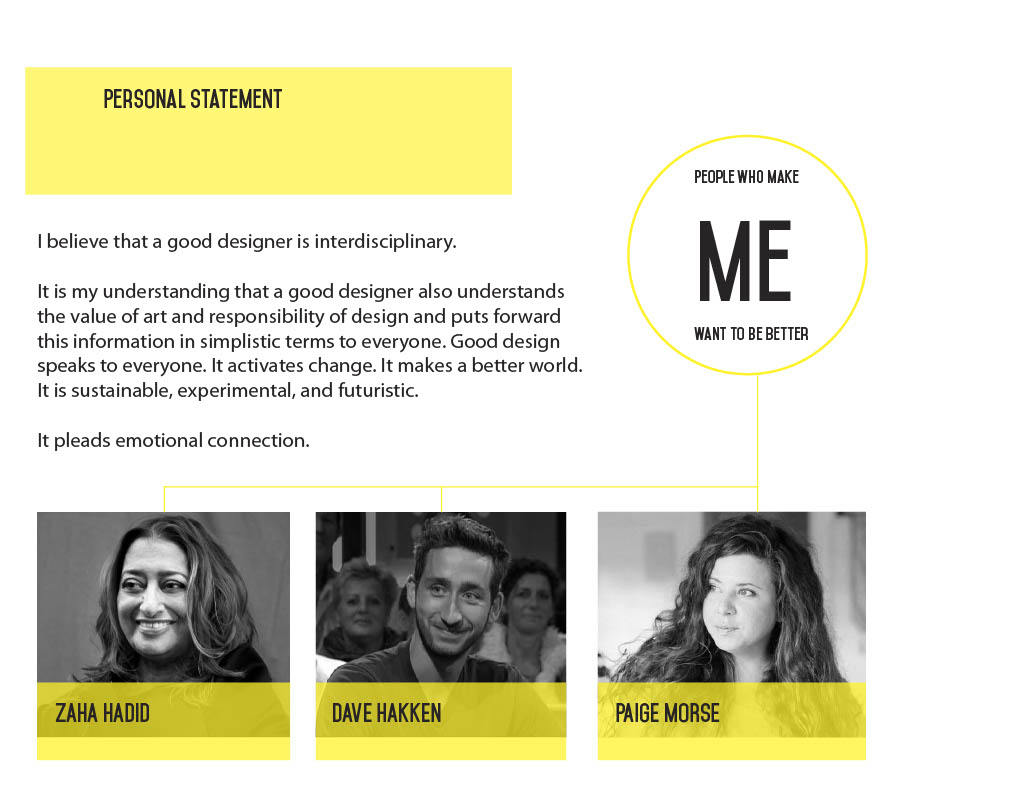 PERSONAL STATEMENT
I believe that a good designer is interdisciplinary.
It is my understanding that a good designer also understands
the value of art and responsibility of design and puts forward
this information in simplistic terms to everyone. Good design
speaks to everyone. It activates change. It makes a better world.
It is sustainable, experimental, and futuristic.
It pleads emotional connection.
PEOPLE WHO MAKE
ME
WANT TO BE BETTER
ZAHA HADID
DAVE HAKKEN
PAIGE MORSE